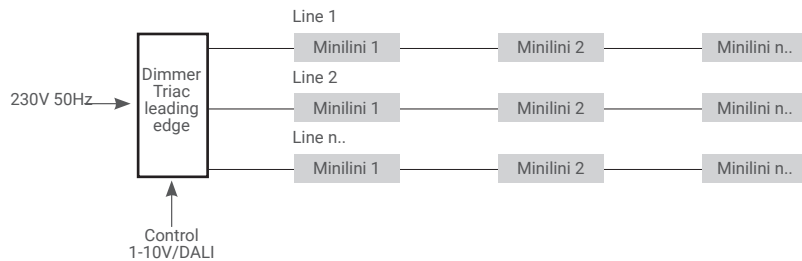 Line 1
Minilini 1
Minilini 2
Minilini n..
Line 2
Minilini 1
Minilini 2
Minilini n..
Line n..
Minilini 1
Minilini 2
Minilini n..
Dimmer
Triac
leading
edge
230V 50Hz
Control
1-10V/DALI